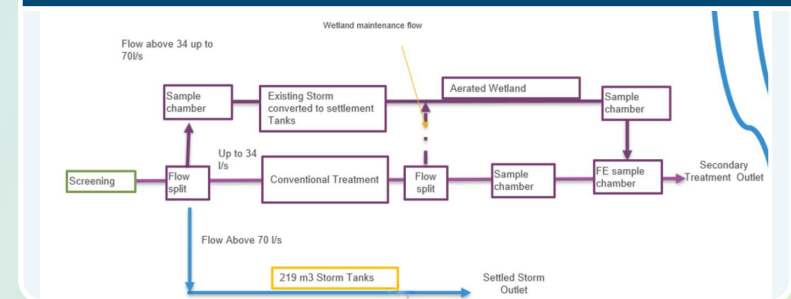 Wetland maintenance flow
Flow above 34 up to
70l/s
Sample
chamber
Existing Storm
converted to settlement
Tanks
Aerated Wetland
Sample
chamber
Screening
Flow
split
Up to 34
l/s
Conventional Treatment
Flow
split
Sample
chamber
FE sample
chamber
Secondary
Treatment Outlet
Flow Above 70 l/s
219 m3 Storm Tanks
Settled Storm
Outlet